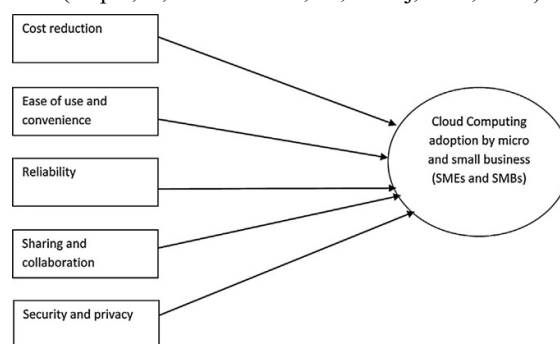 Cost reduction
Ease of use and
convenience
Reliability
Sharing and
collaboration
Security and privacy
Cloud Computing
adoption by micro
and small business
(SMEs and SMBs)